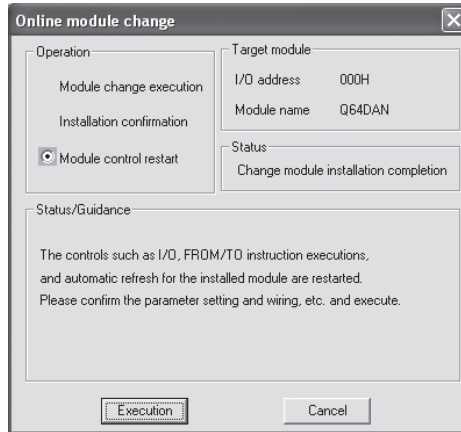 Online module change
Operation
Module change execution
Installation confirmation
Module control restart
Target module
I/O address 000H
Module name Q64DAN
Status
Change module installation completion
Status/Guidance
The controls such as I/O, FROM/TO instruction executions,
and automatic refresh for the installed module are restarted.
Please confirm the parameter setting and wiring, etc. and execute.
Execution Cancel